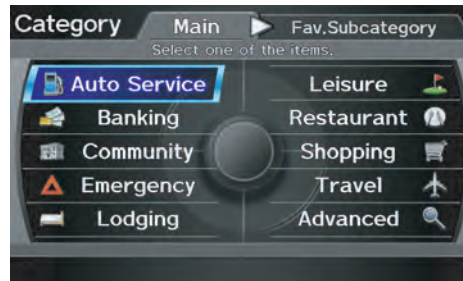 Category Main Fav.Subcategory
Select one of the items.
Auto Service Leisure
Banking Restaurant
Community Shopping
Emergency Travel
Lodging Advanced